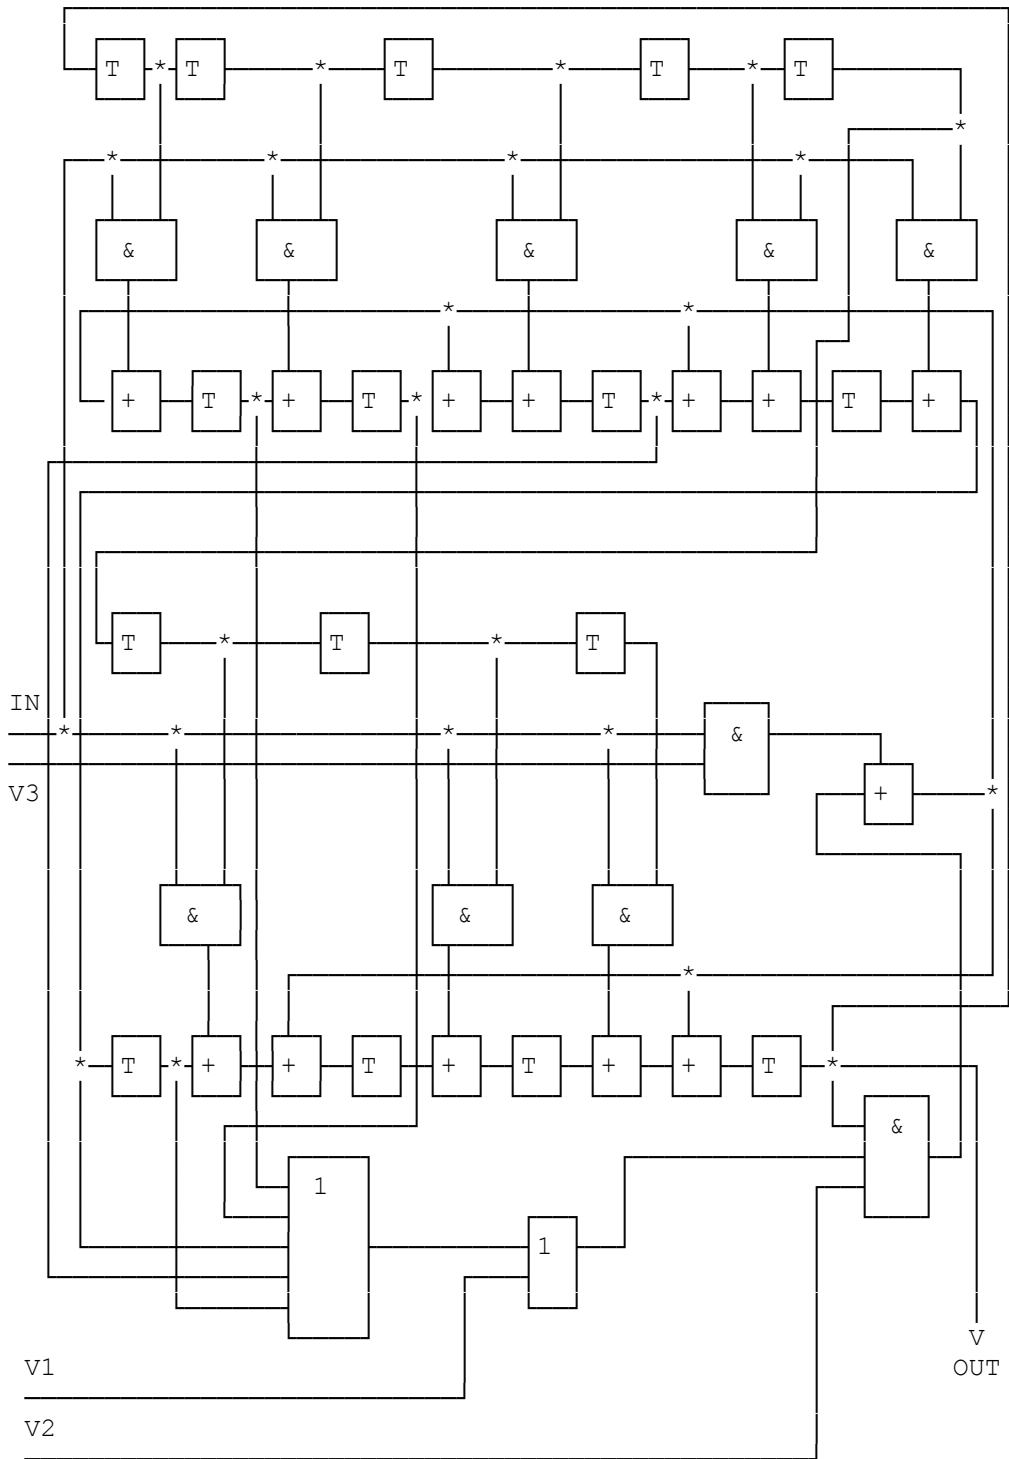 T * T * T * T * T
*
* * * *
& & & & &
* *
+ T * + T * + + T * + + T +
T * T * T
IN
* * * * &
V3
+ *
& & &
*
* T * + + T + T + + T *
&
1
1
V
V1 OUT
V2